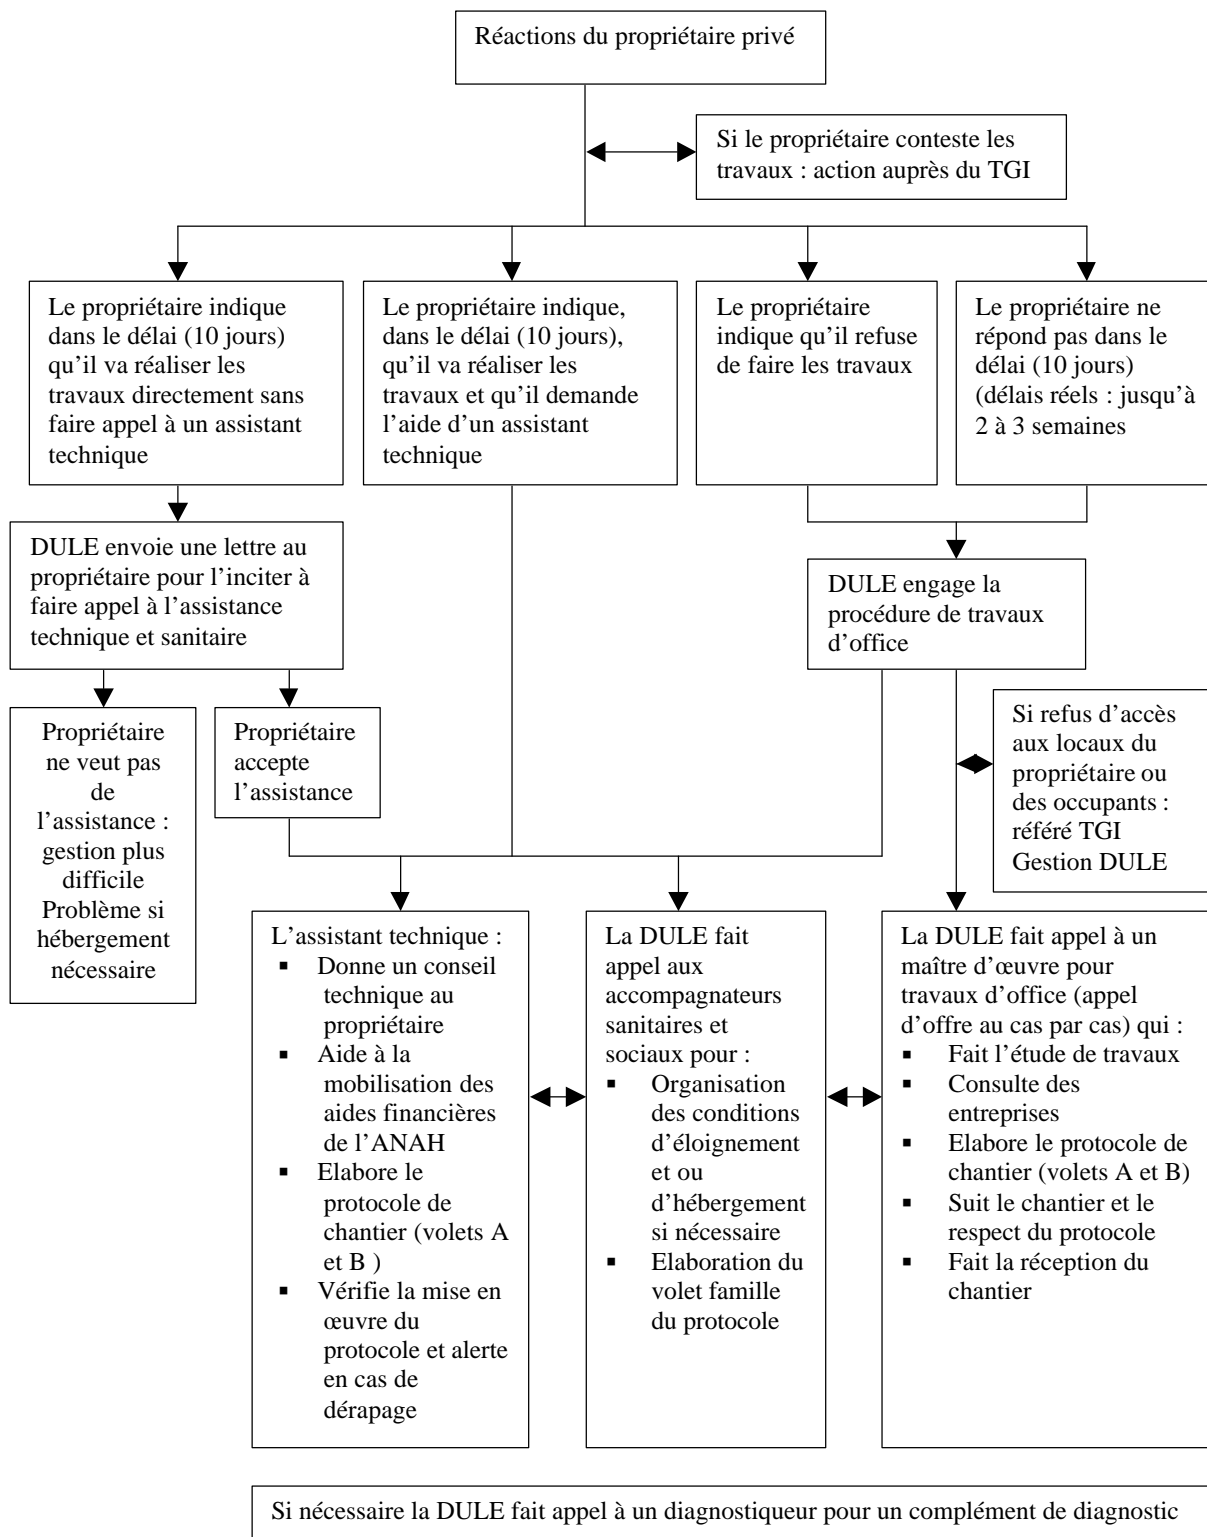 Réactions du propriétaire privé
Si le propriétaire conteste les
travaux : action auprès du TGI
Le propriétaire indique
dans le délai (10 jours)
qu’il va réaliser les
travaux directement sans
faire appel à un assistant
technique
Le propriétaire indique,
dans le délai (10 jours),
qu’il va réaliser les
travaux et qu’il demande
l’aide d’un assistant
technique
Le propriétaire
indique qu’il refuse
de faire les travaux
Le propriétaire ne
répond pas dans le
délai (10 jours)
(délais réels : jusqu’à
2 à 3 semaines
DULE envoie une lettre au
propriétaire pour l’inciter à
faire appel à l’assistance
technique et sanitaire
DULE engage la
procédure de travaux
d’office
Propriétaire
ne veut pas
de
l’assistance :
gestion plus
difficile
Problème si
hébergement
nécessaire
Propriétaire
accepte
l’assistance
Si refus d’accès
aux locaux du
propriétaire ou
des occupants :
référé TGI
Gestion DULE
L’assistant technique :
▪ Donne un conseil
technique au
propriétaire
▪ Aide à la
mobilisation des
aides financières
de l’ANAH
▪ Elabore le
protocole de
chantier (volets A
et B )
▪ Vérifie la mise en
œuvre du
protocole et alerte
en cas de
dérapage
La DULE fait
appel aux
accompagnateurs
sanitaires et
sociaux pour :
▪ Organisation
des conditions
d’éloignement
et ou
d’hébergement
si nécessaire
▪ Elaboration du
volet famille
du protocole
La DULE fait appel à un
maître d’œuvre pour
travaux d’office (appel
d’offre au cas par cas) qui :
▪ Fait l’étude de travaux
▪ Consulte des
entreprises
▪ Elabore le protocole de
chantier (volets A et B)
▪ Suit le chantier et le
respect du protocole
▪ Fait la réception du
chantier
Si nécessaire la DULE fait appel à un diagnostiqueur pour un complément de diagnostic